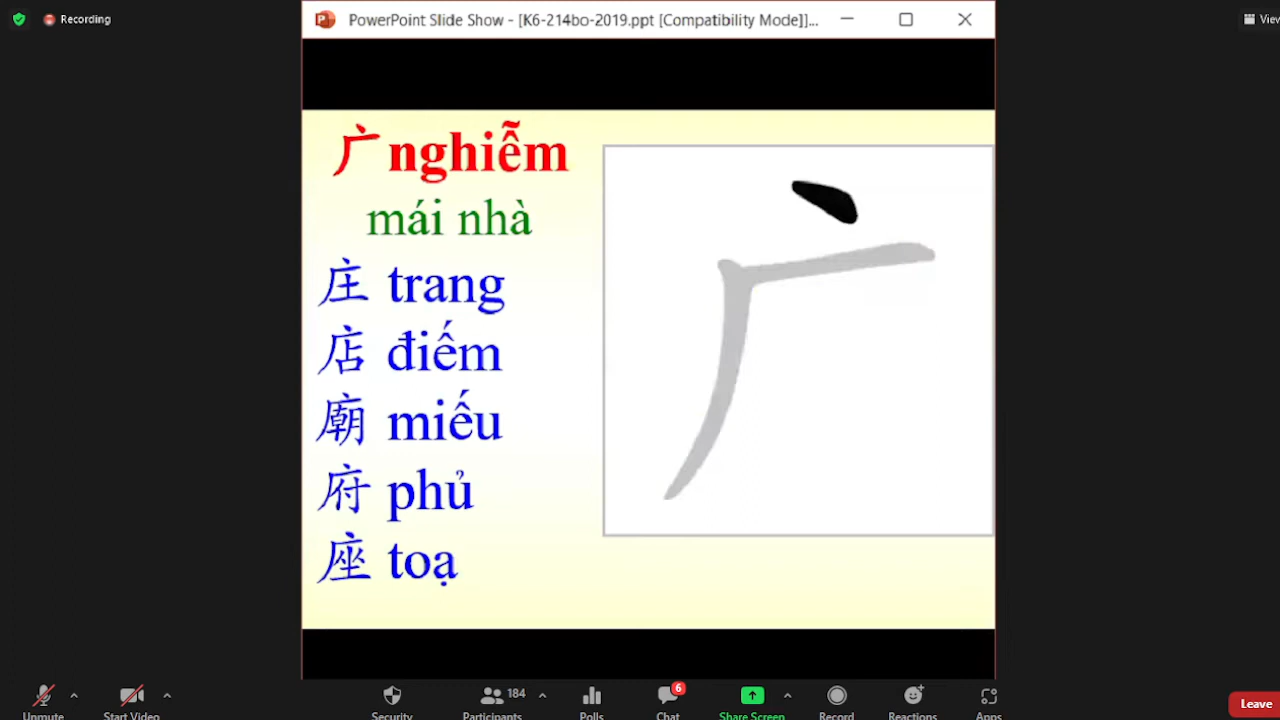 Recording
PowerPoint Slide Show - [K6-214bo-2019.ppt [Compatibility Mode]]...
View
广 nghiễm
mái nhà
庄 trang
店 điếm
廟 miếu
府 phủ
座 toạ
Unmute
Start Video
Security
184
Participants
Polls
6
Chat
Share Screen
Record
Reactions
Apps
Leave